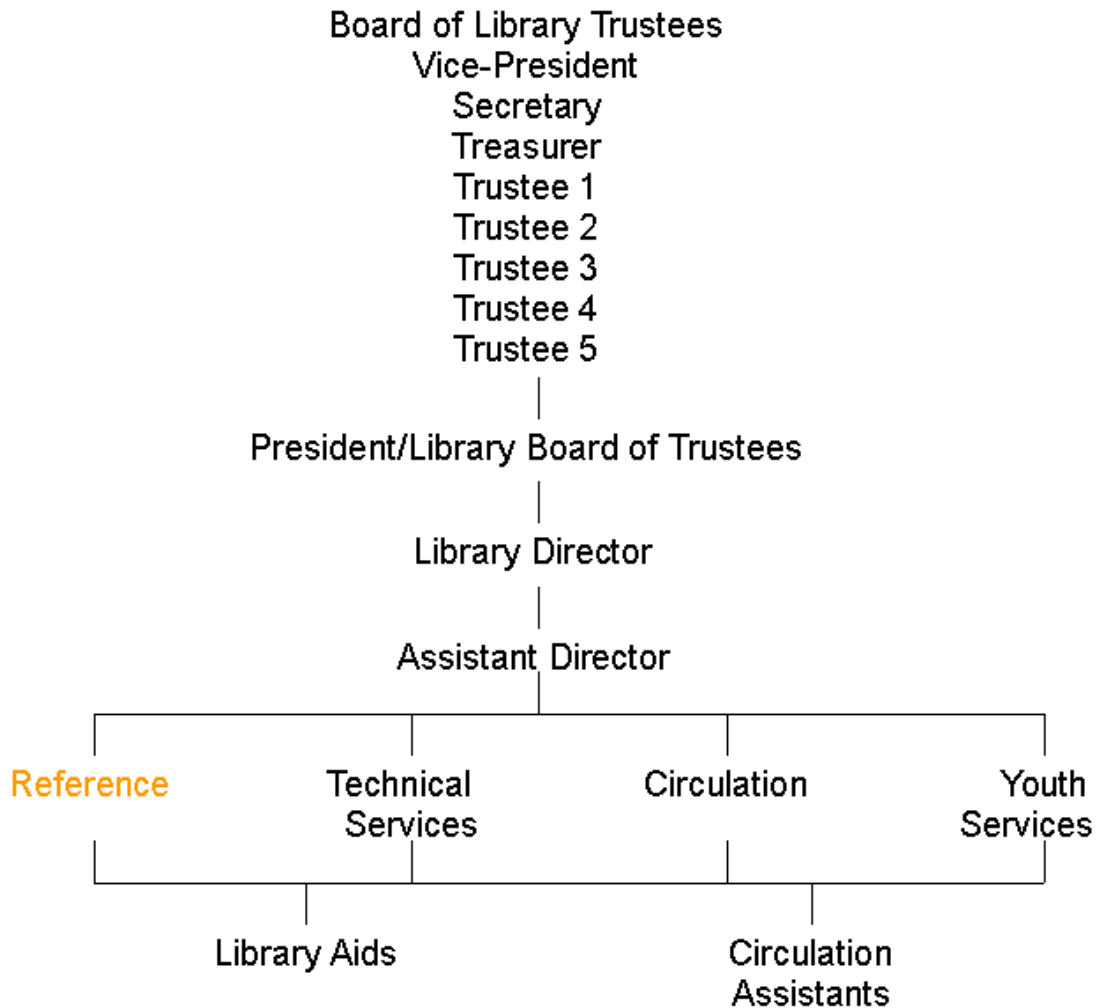 Board of Library Trustees
Vice-President
Secretary
Treasurer
Trustee 1
Trustee 2
Trustee 3
Trustee 4
Trustee 5
President/Library Board of Trustees
Library Director
Assistant Director
Reference
Technical
Services
Circulation
Youth
Services
Library Aids
Circulation
Assistants